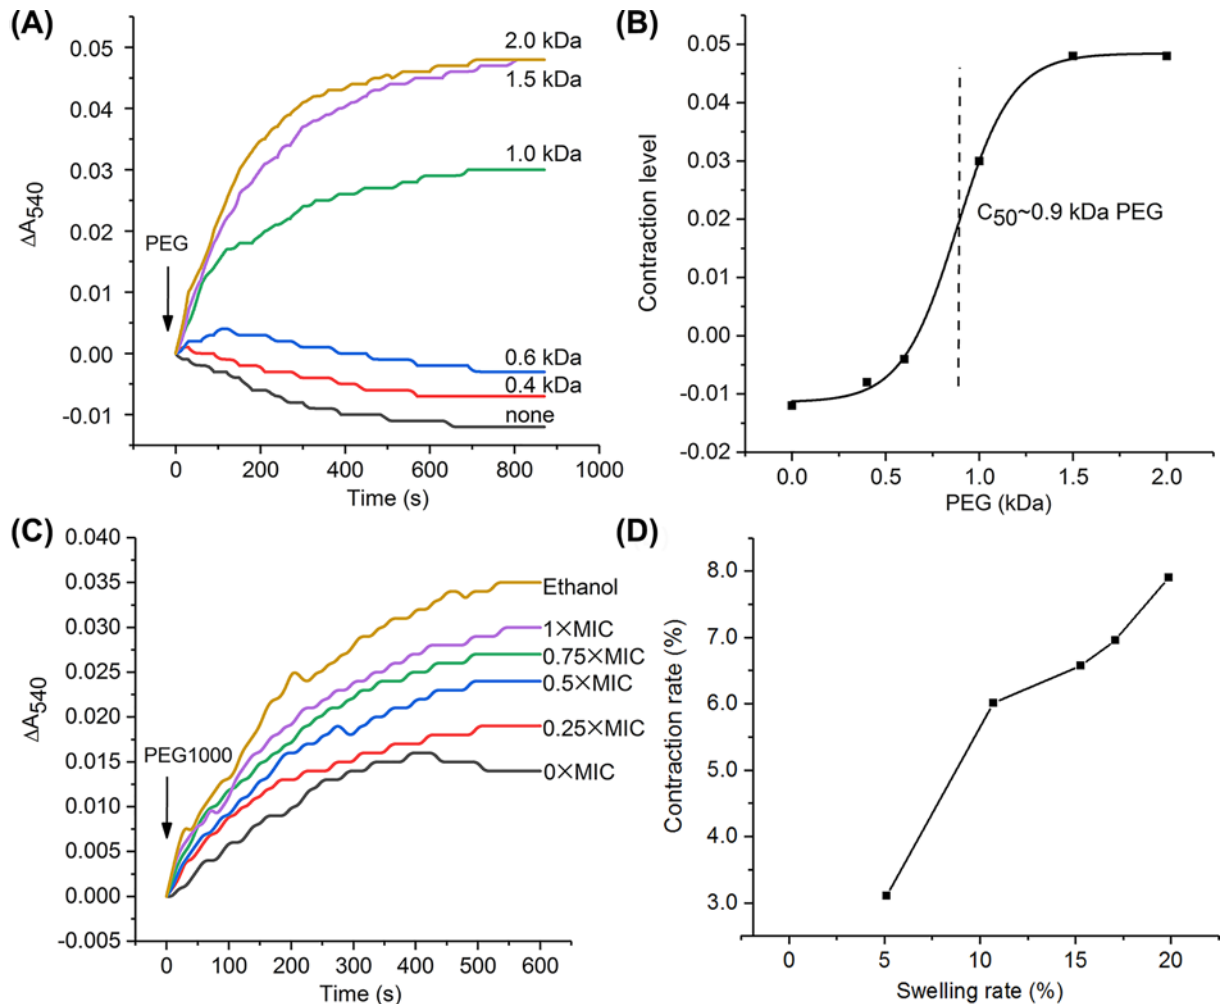 (A)
0.05
0.04
0.03
0.02
0.01
0.00
-0.01
ΔA540
PEG
2.0 kDa
1.5 kDa
1.0 kDa
0.6 kDa
0.4 kDa
none
0 200 400 600 800 1000
Time (s)
(B)
0.05
0.04
0.03
0.02
0.01
0.00
-0.01
-0.02
Contraction level
C50~0.9 kDa PEG
0.0 0.5 1.0 1.5 2.0
PEG (kDa)
(C)
0.040
0.035
0.030
0.025
0.020
0.015
0.010
0.005
0.000
-0.005
ΔA540
PEG1000
Ethanol
1×MIC
0.75×MIC
0.5×MIC
0.25×MIC
0×MIC
0 100 200 300 400 500 600
Time (s)
(D)
8.0
7.0
6.0
5.0
4.0
3.0
Contraction rate (%)
0 5 10 15 20
Swelling rate (%)